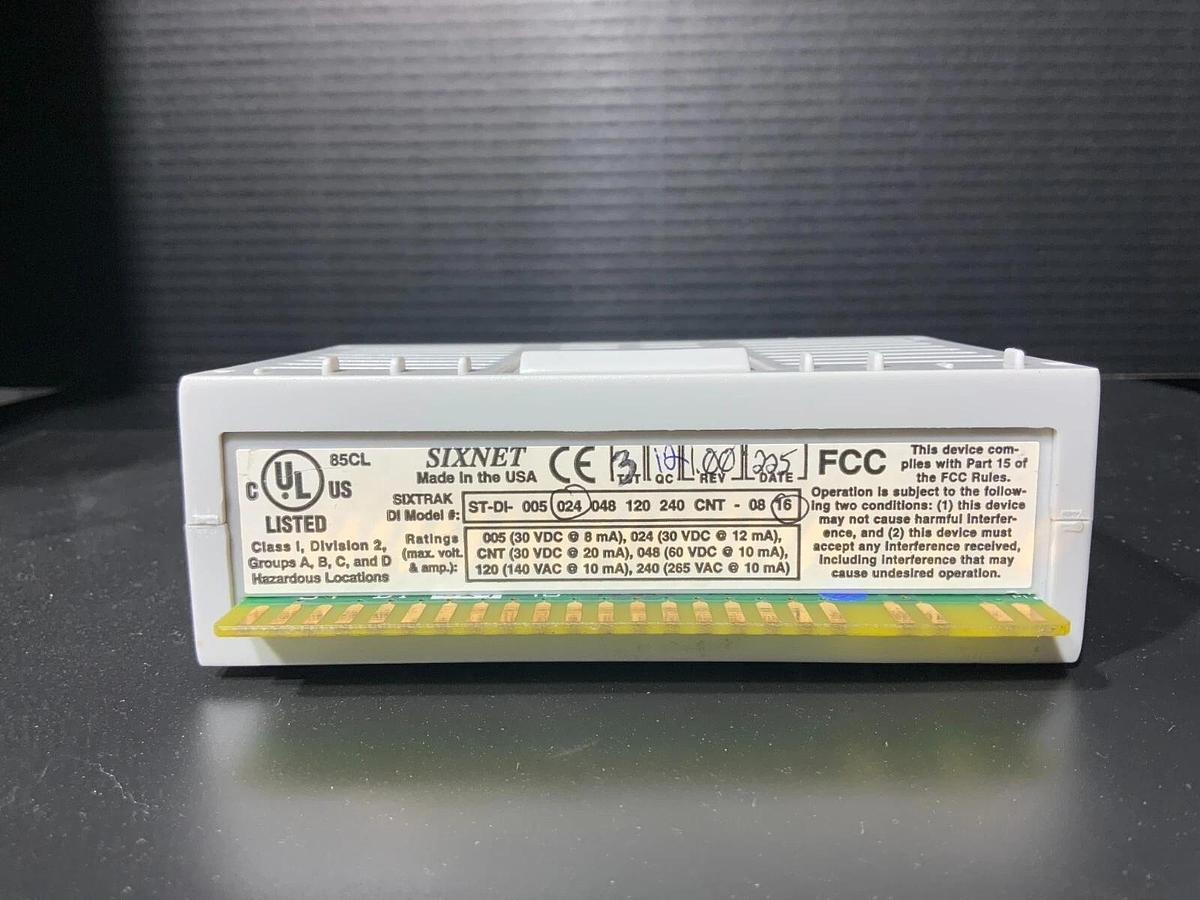 C UL US
85CL
LISTED
Class I, Division 2,
Groups A, B, C, and D
Hazardous Locations
SIXNET
Made In the USA
CE
3
.00
225
QC REV DATE
SIXTRAK
DI Model #:
ST-DI- 005 024 048 120 240 CNT - 08 16
Ratings
(max. volt.
& amp.):
005 (30 VDC @ 8 mA), 024 (30 VDC @ 12 mA),
CNT (30 VDC @ 20 mA), 048 (60 VDC @ 10 mA),
120 (140 VAC @ 10 mA), 240 (265 VAC @ 10 mA)
FCC
This device com-
plies with Part 15 of
the FCC Rules.
Operation is subject to the follow-
ing two conditions: (1) this device
may not cause harmful interfer-
ence, and (2) this device must
accept any interference received,
including interference that may
cause undesired operation.